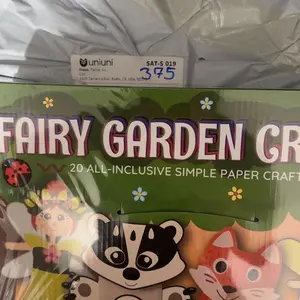 uniuni
SAT-S 019
375
FAIRY GARDEN CR
20 ALL-INCLUSIVE SIMPLE PAPER CRAFT